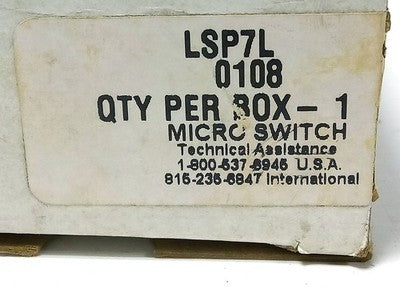 LSP7L
0108
QTY PER BOX - 1
MICRO SWITCH
Technical Assistance
1-800-537-6945 U.S.A.
815-235-6847 International